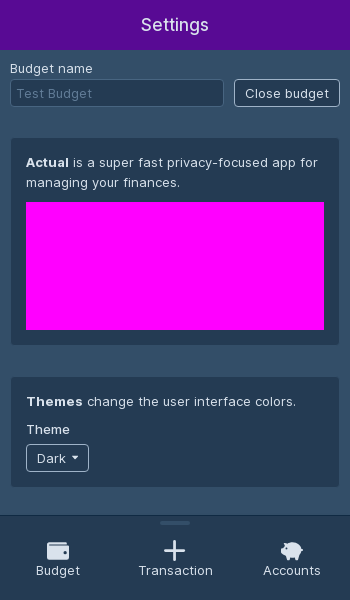 Settings
Budget name
Test Budget
Close budget
Actual is a super fast privacy-focused app for
managing your finances.
Themes change the user interface colors.
Theme
Dark
Budget
Transaction
Accounts